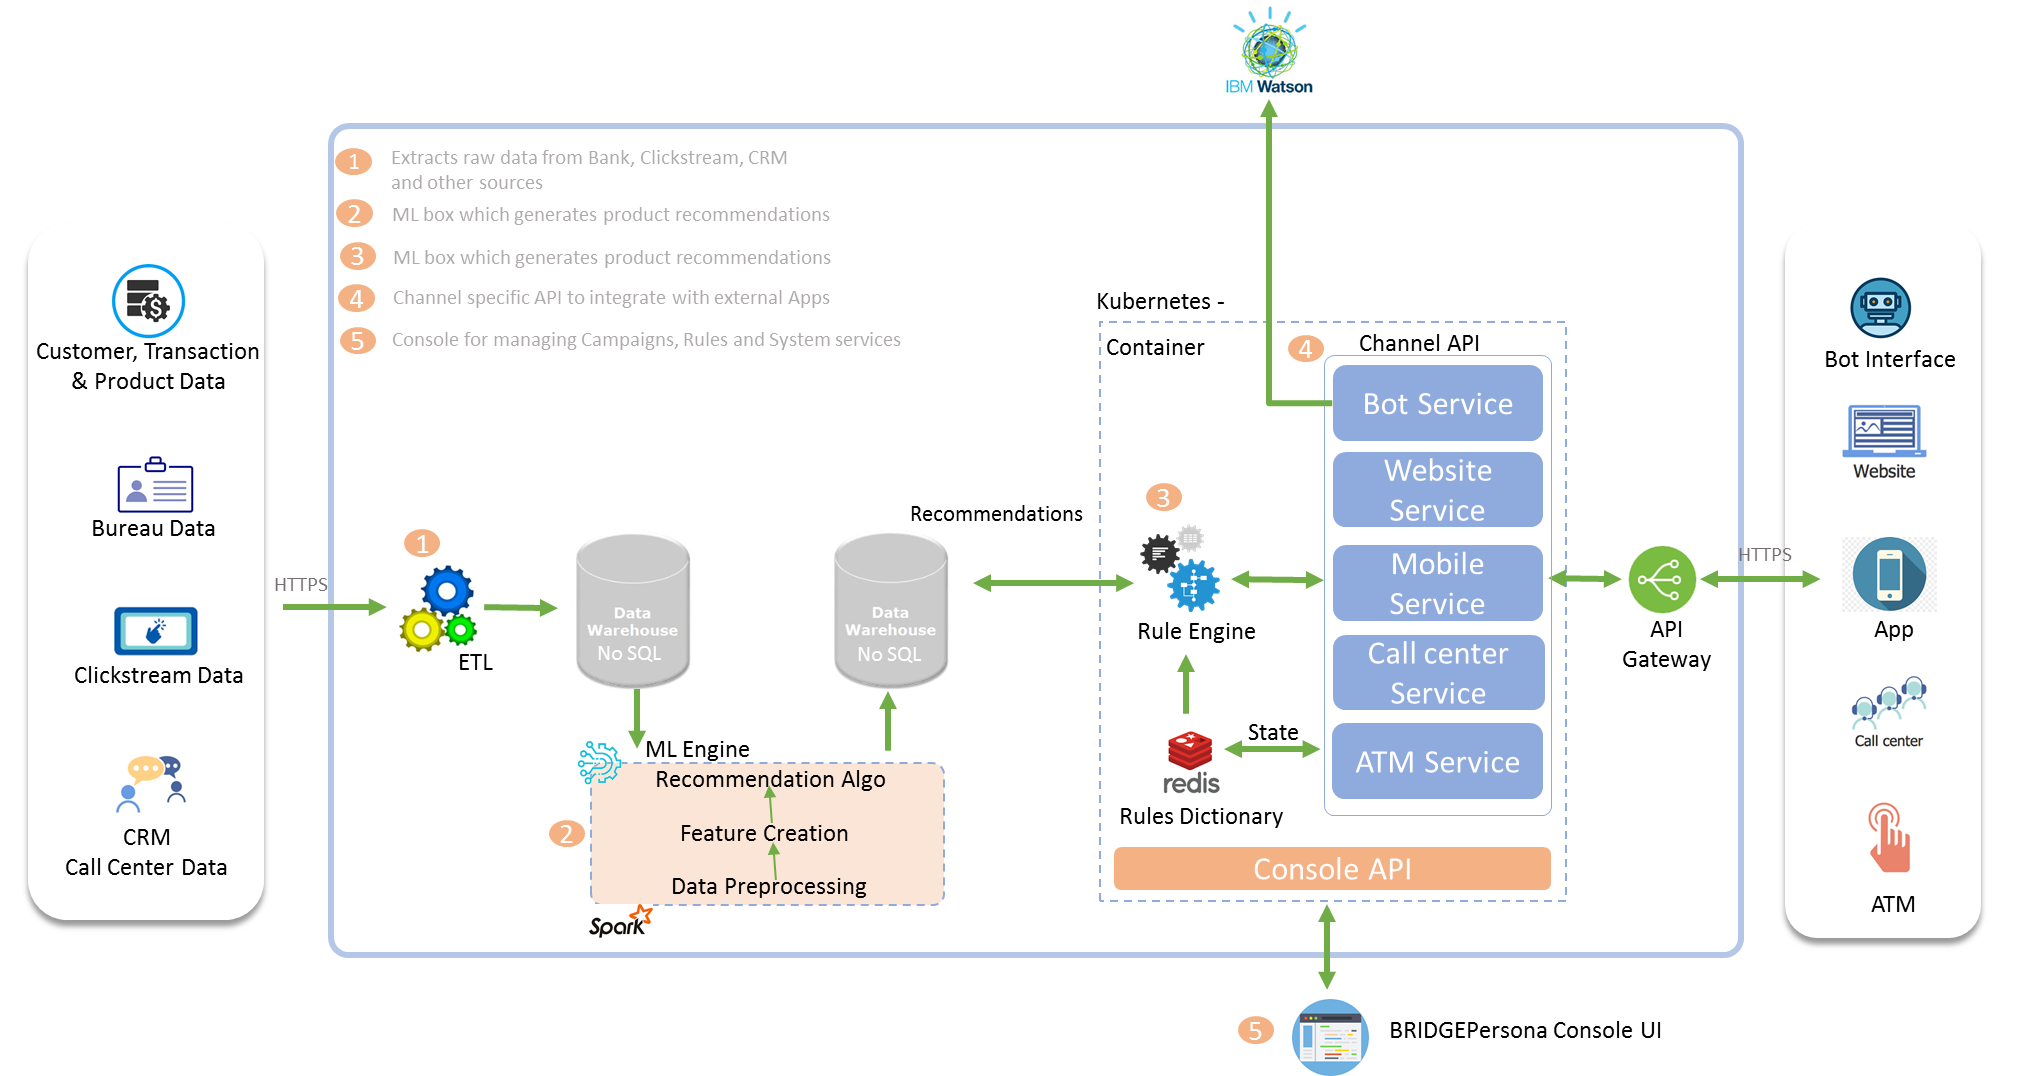 IBM Watson
1 Extracts raw data from Bank, Clickstream, CRM
and other sources
2 ML box which generates product recommendations
3 ML box which generates product recommendations
4 Channel specific API to integrate with external Apps
5 Console for managing Campaigns, Rules and System services
Customer, Transaction
& Product Data
Bureau Data
Clickstream Data
CRM
Call Center Data
HTTPS
1
ETL
Data
Warehouse
No SQL
Data
Warehouse
No SQL
ML Engine
Recommendation Algo
Feature Creation
Data Preprocessing
2
Spark
Recommendations
Kubernetes -
Container
3
Rule Engine
redis
Rules Dictionary
State
4
Channel API
Bot Service
Website
Service
Mobile
Service
Call center
Service
ATM Service
Console API
API
Gateway
HTTPS
Bot Interface
Website
App
Call center
ATM
5
BRIDGEPersona Console UI